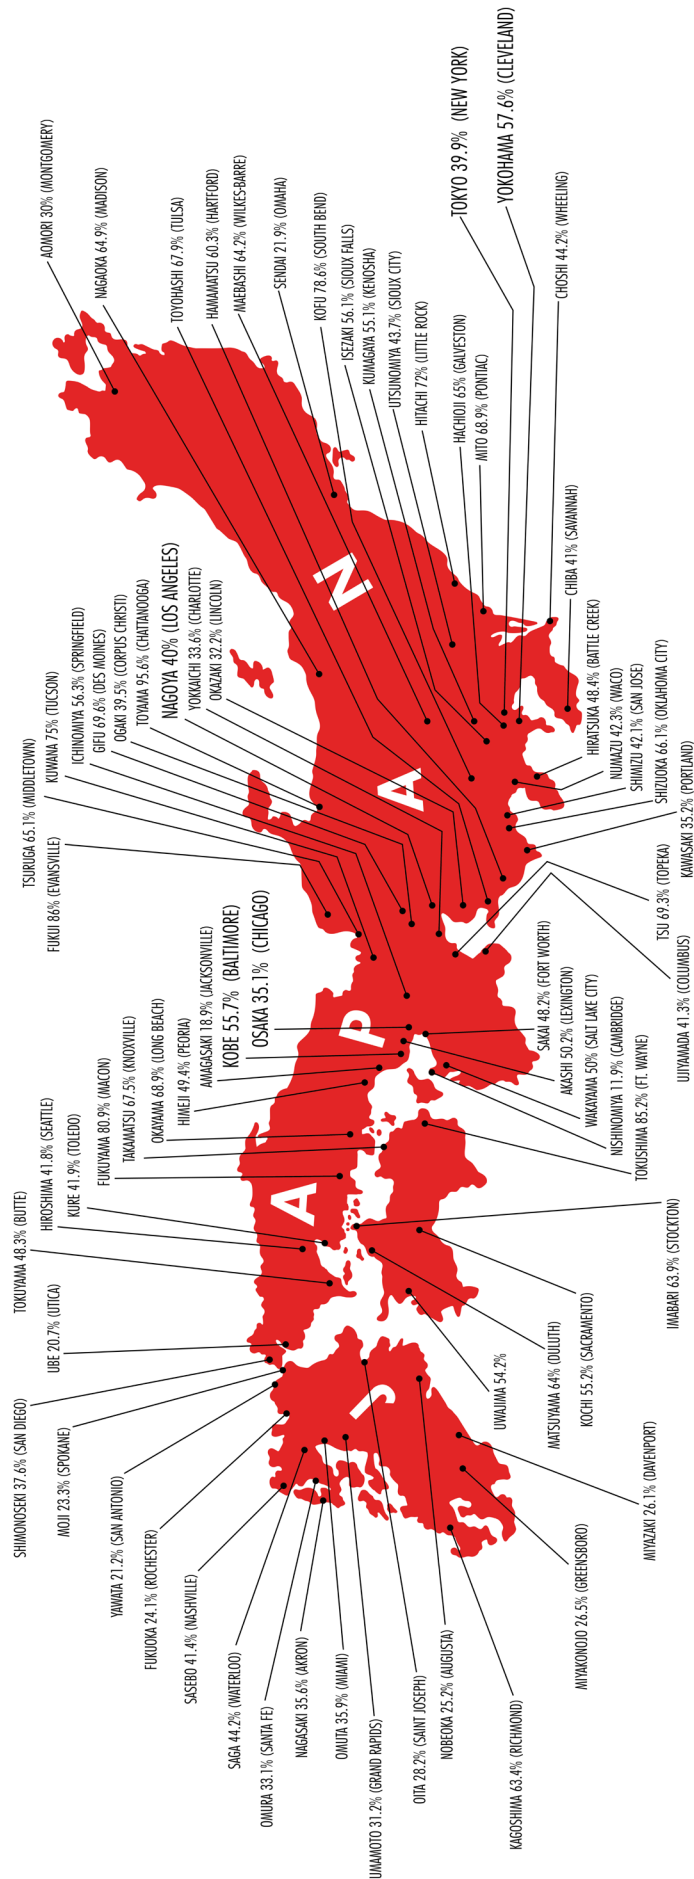 AOMORI 30% (MONTGOMERY)
NAGAOKA 64.9% (MADISON)
TOYOHASHI 67.9% (TULSA)
HAMAMATSU 60.3% (HARTFORD)
MAEBASHI 64.2% (WILKES-BARRE)
SENDAI 21.9% (OMAHA)
KOFU 78.6% (SOUTH BEND)
ISEZAKI 56.1% (SIOUX FALLS)
KUMAGAYA 55.1% (KENOSHA)
UTSUNOMIYA 43.7% (SIOUX CITY)
HITACHI 72% (LITTLE ROCK)
HACHIOJI 65% (GALVESTON)
MITO 68.9% (PONTIAC)
TOKYO 39.9% (NEW YORK)
YOKOHAMA 57.6% (CLEVELAND)
CHOSHI 44.2% (WHEELING)
CHIBA 41% (SAVANNAH)
HIRATSUKA 48.4% (BATTLE CREEK)
NUMAZU 42.3% (WACO)
SHIMIZU 42.1% (SAN JOSE)
SHIZUOKA 66.1% (OKLAHOMA CITY)
KAWASAKI 35.2% (PORTLAND)
FUKUI 86% (EVANSVILLE)
TSURUGA 65.1% (MIDDLETOWN)
KUWANA 75% (TUCSON)
ICHINOMIYA 56.3% (SPRINGFIELD)
GIFU 69.6% (DES MOINES)
OGAKI 39.5% (CORPUS CHRISTI)
TOYAMA 95.6% (CHATTANOOGA)
NAGOYA 40% (LOS ANGELES)
YOKKAICHI 33.6% (CHARLOTTE)
OKAZAKI 32.2% (LINCOLN)
TSU 69.3% (TOPEKA)
UJIYAMADA 41.3% (COLUMBUS)
JAPAN
TOKUYAMA 48.3% (BUTTE)
HIROSHIMA 41.8% (SEATTLE)
KURE 41.9% (TOLEDO)
FUKUYAMA 80.9% (MACON)
TAKAMATSU 67.5% (KNOXVILLE)
OKAYAMA 68.9% (LONG BEACH)
HIMEJI 49.4% (PEORIA)
AMAGASAKI 18.9% (JACKSONVILLE)
KOBE 55.7% (BALTIMORE)
OSAKA 35.1% (CHICAGO)
SAKAI 48.2% (FORT WORTH)
AKASHI 50.2% (LEXINGTON)
WAKAYAMA 50% (SALT LAKE CITY)
NISHINOMIYA 11.9% (CAMBRIDGE)
TOKUSHIMA 85.2% (FT. WAYNE)
IMABARI 63.9% (STOCKTON)
KOCHI 55.2% (SACRAMENTO)
MATSUYAMA 64% (DULUTH)
UWAJIMA 54.2%
UBE 20.7% (UTICA)
SHIMONOSEKI 37.6% (SAN DIEGO)
MOJI 23.3% (SPOKANE)
YAWATA 21.2% (SAN ANTONIO)
FUKUOKA 24.1% (ROCHESTER)
SASEBO 41.4% (NASHVILLE)
SAGA 44.2% (WATERLOO)
OMURA 33.1% (SANTA FE)
NAGASAKI 35.6% (AKRON)
OMUTA 35.9% (MIAMI)
UMAMOTO 31.2% (GRAND RAPIDS)
OITA 28.2% (SAINT JOSEPH)
NOBEOKA 25.2% (AUGUSTA)
KAGOSHIMA 63.4% (RICHMOND)
MIYAKONOJO 26.5% (GREENSBORO)
MIYAZAKI 26.1% (DAVENPORT)